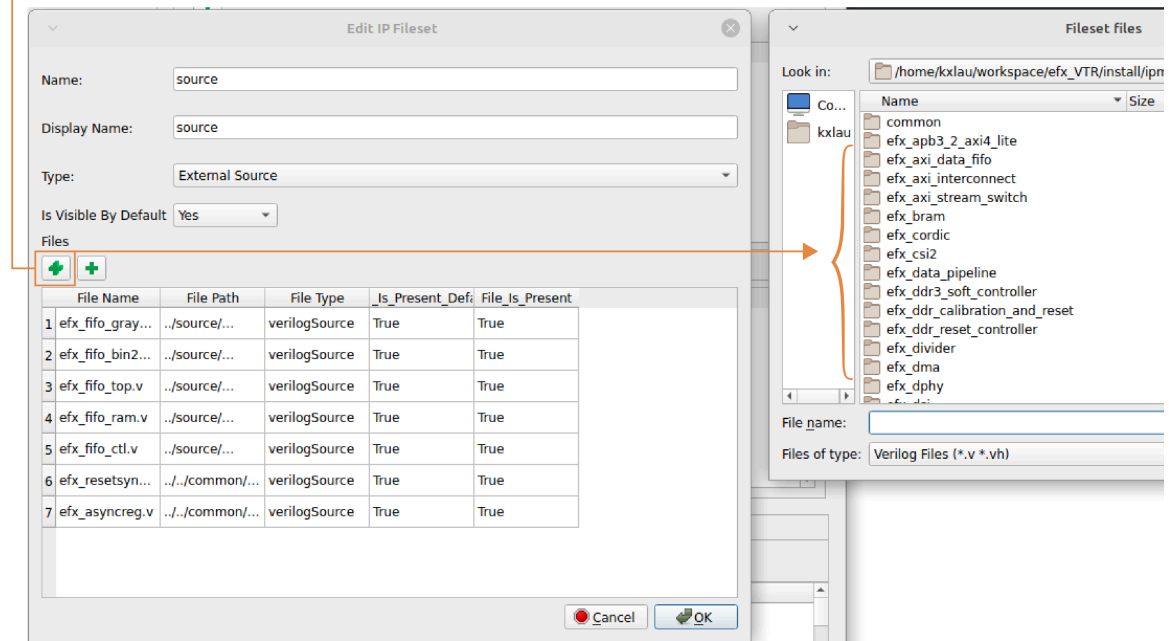 Edit IP Fileset
Name: source
Display Name: source
Type: External Source
Is Visible By Default Yes
Files
File Name File Path File Type _Is_Present_Defa File_Is_Present
1 efx_fifo_gray... ../source/... verilogSource True True
2 efx_fifo_bin2... ../source/... verilogSource True True
3 efx_fifo_top.v ../source/... verilogSource True True
4 efx_fifo_ram.v ../source/... verilogSource True True
5 efx_fifo_ctl.v ../source/... verilogSource True True
6 efx_resetsyn... ../../common/... verilogSource True True
7 efx_asyncreg.v ../../common/... verilogSource True True
Cancel OK
Fileset files
Look in: /home/kxlau/workspace/efx_VTR/install/ipm
Co...
kxlau
Name Size
common
efx_apb3_2_axi4_lite
efx_axi_data_fifo
efx_axi_interconnect
efx_axi_stream_switch
efx_bram
efx_cordic
efx_csi2
efx_data_pipeline
efx_ddr3_soft_controller
efx_ddr_calibration_and_reset
efx_ddr_reset_controller
efx_divider
efx_dma
efx_dphy
File name:
Files of type: Verilog Files (*.v *.vh)